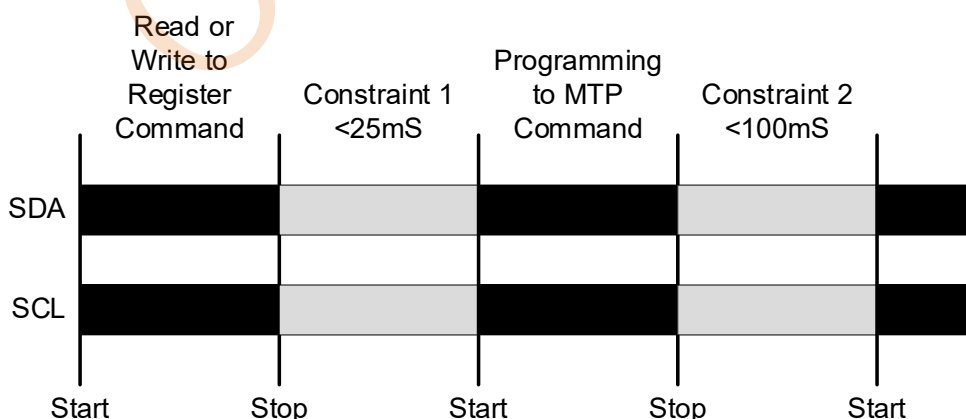 Read or
Write to
Register
Command
Constraint 1
<25mS
Programming
to MTP
Command
Constraint 2
<100mS
SDA
SCL
Start
Stop
Start
Stop
Start